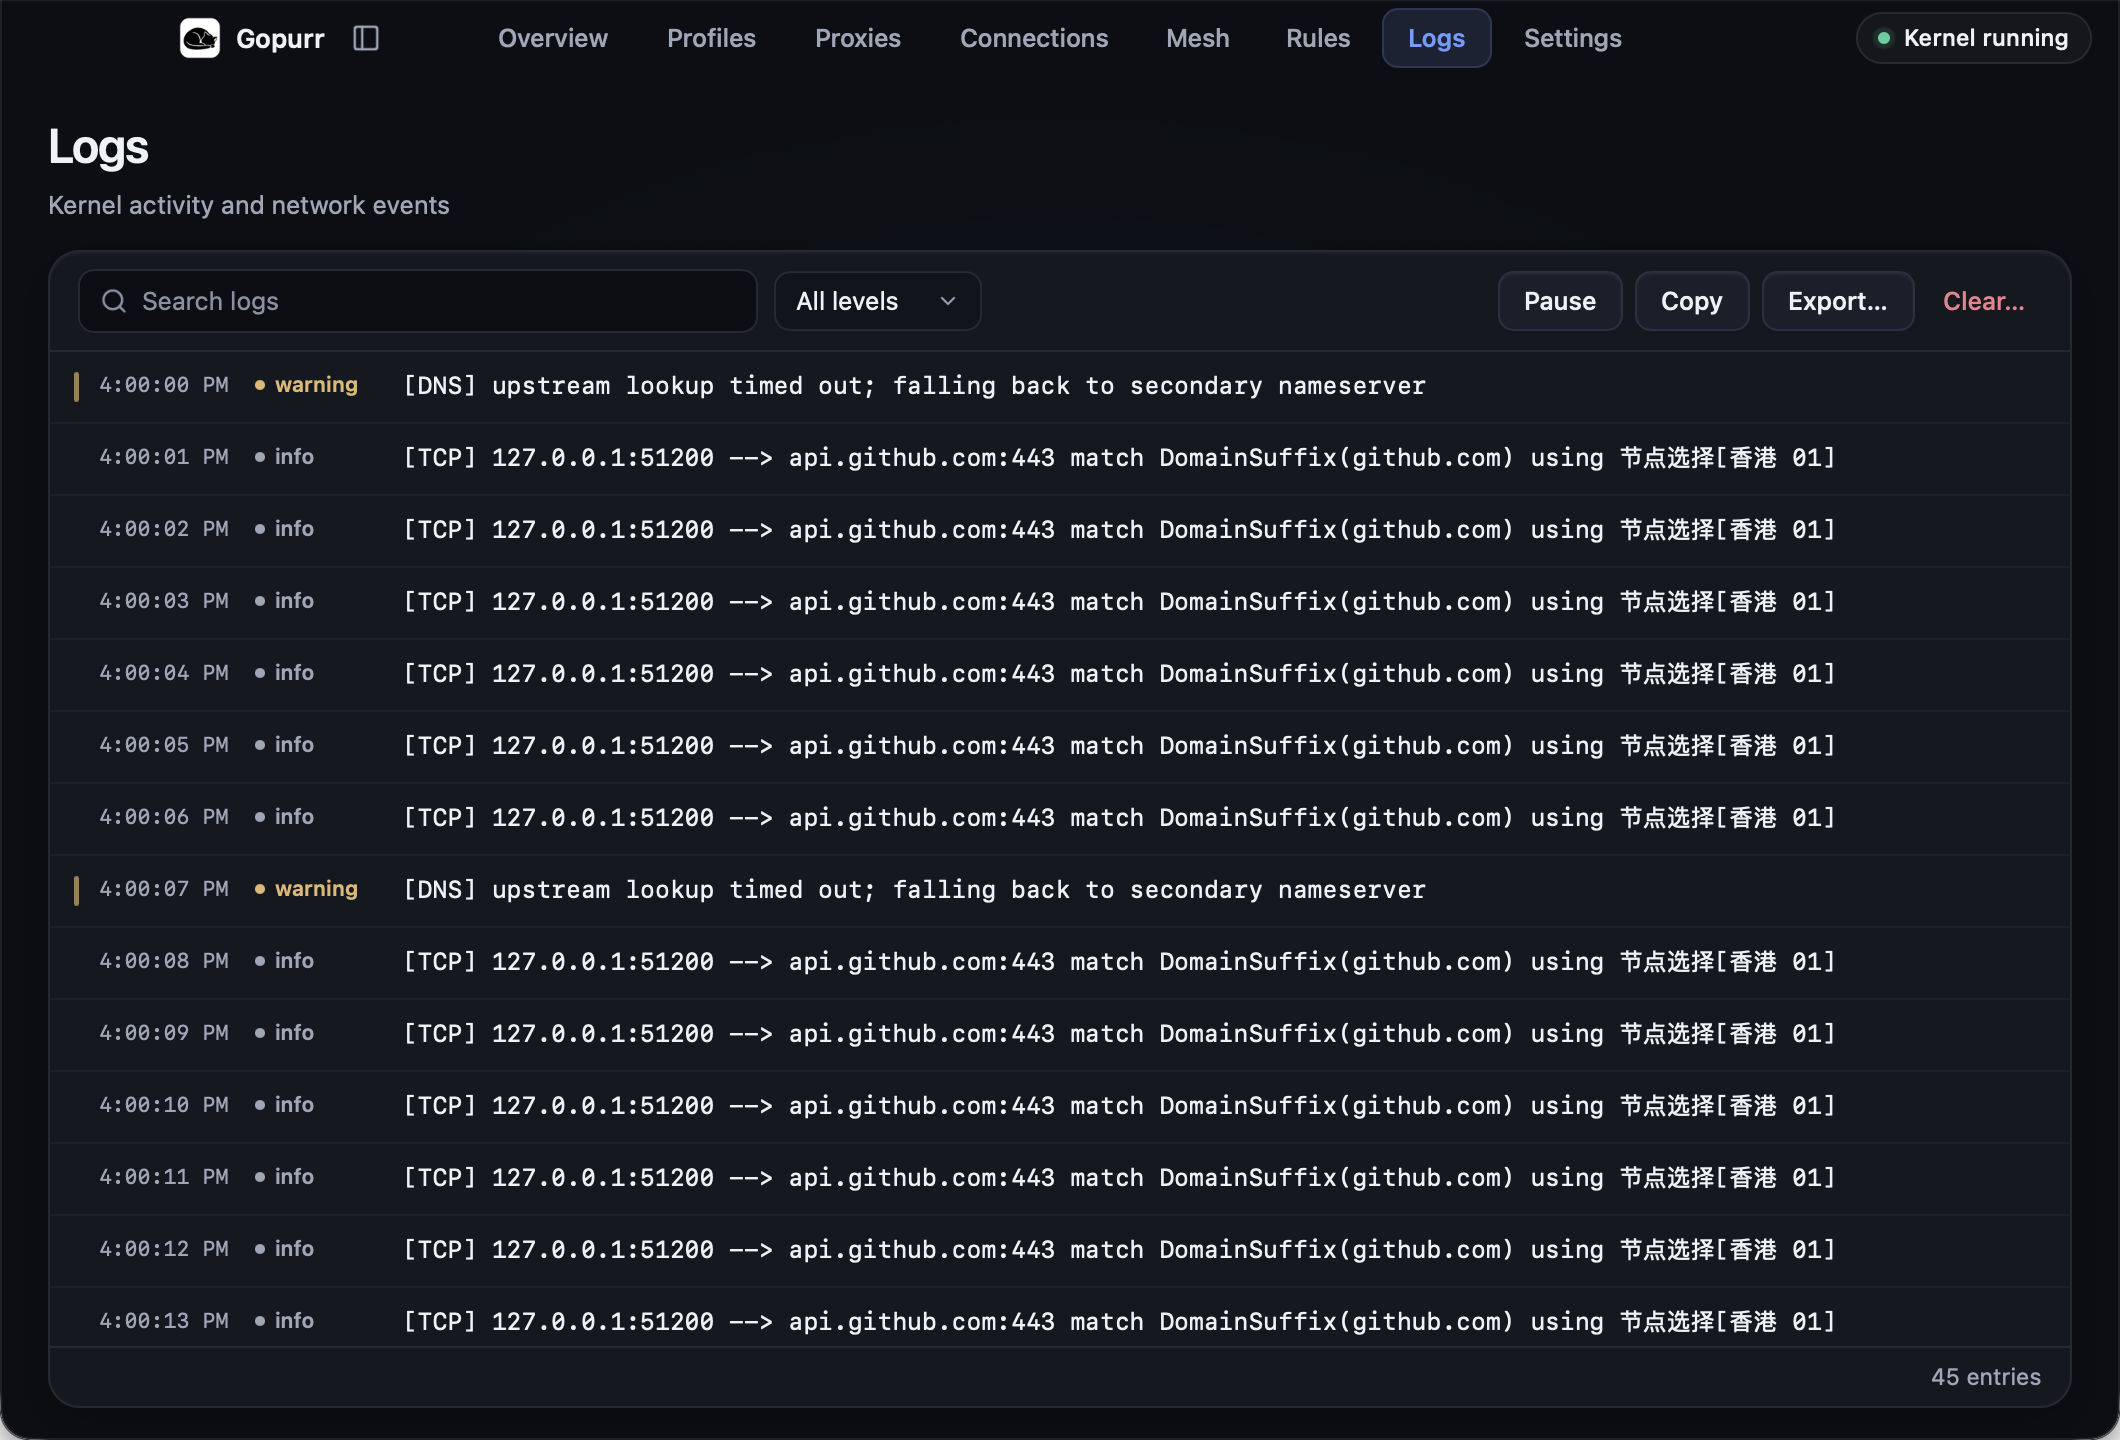 Gopurr Overview Profiles Proxies Connections Mesh Rules Logs Settings Kernel running
Logs
Kernel activity and network events
Search logs All levels Pause Copy Export... Clear...
4:00:00 PM warning [DNS] upstream lookup timed out; falling back to secondary nameserver
4:00:01 PM info [TCP] 127.0.0.1:51200 --> api.github.com:443 match DomainSuffix(github.com) using 节点选择[香港 01]
4:00:02 PM info [TCP] 127.0.0.1:51200 --> api.github.com:443 match DomainSuffix(github.com) using 节点选择[香港 01]
4:00:03 PM info [TCP] 127.0.0.1:51200 --> api.github.com:443 match DomainSuffix(github.com) using 节点选择[香港 01]
4:00:04 PM info [TCP] 127.0.0.1:51200 --> api.github.com:443 match DomainSuffix(github.com) using 节点选择[香港 01]
4:00:05 PM info [TCP] 127.0.0.1:51200 --> api.github.com:443 match DomainSuffix(github.com) using 节点选择[香港 01]
4:00:06 PM info [TCP] 127.0.0.1:51200 --> api.github.com:443 match DomainSuffix(github.com) using 节点选择[香港 01]
4:00:07 PM warning [DNS] upstream lookup timed out; falling back to secondary nameserver
4:00:08 PM info [TCP] 127.0.0.1:51200 --> api.github.com:443 match DomainSuffix(github.com) using 节点选择[香港 01]
4:00:09 PM info [TCP] 127.0.0.1:51200 --> api.github.com:443 match DomainSuffix(github.com) using 节点选择[香港 01]
4:00:10 PM info [TCP] 127.0.0.1:51200 --> api.github.com:443 match DomainSuffix(github.com) using 节点选择[香港 01]
4:00:11 PM info [TCP] 127.0.0.1:51200 --> api.github.com:443 match DomainSuffix(github.com) using 节点选择[香港 01]
4:00:12 PM info [TCP] 127.0.0.1:51200 --> api.github.com:443 match DomainSuffix(github.com) using 节点选择[香港 01]
4:00:13 PM info [TCP] 127.0.0.1:51200 --> api.github.com:443 match DomainSuffix(github.com) using 节点选择[香港 01]
45 entries